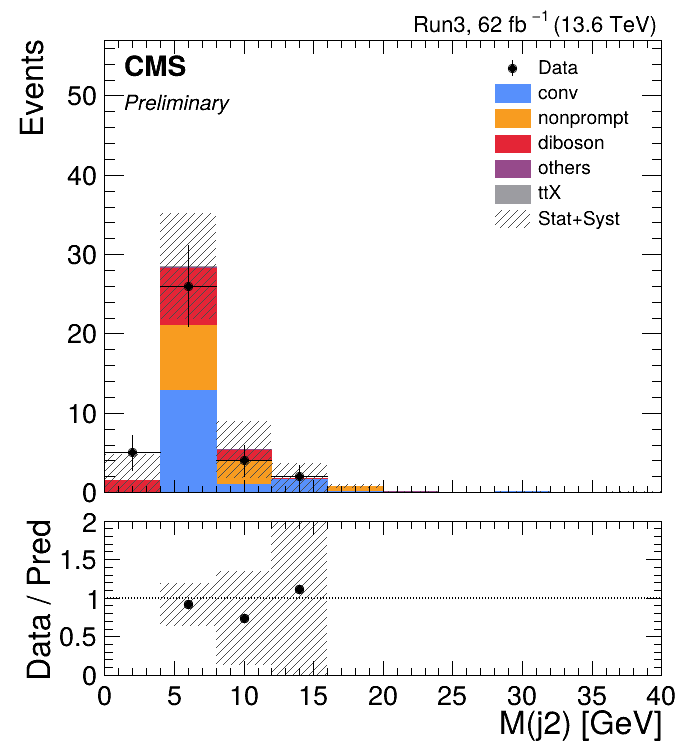 Run3, 62 fb⁻¹ (13.6 TeV)
CMS
Preliminary
Events
50
40
30
20
10
0
Data
conv
nonprompt
diboson
others
ttX
Stat+Syst
Data / Pred
2
1.5
1
0.5
0
0 5 10 15 20 25 30 35 40
M(j2) [GeV]